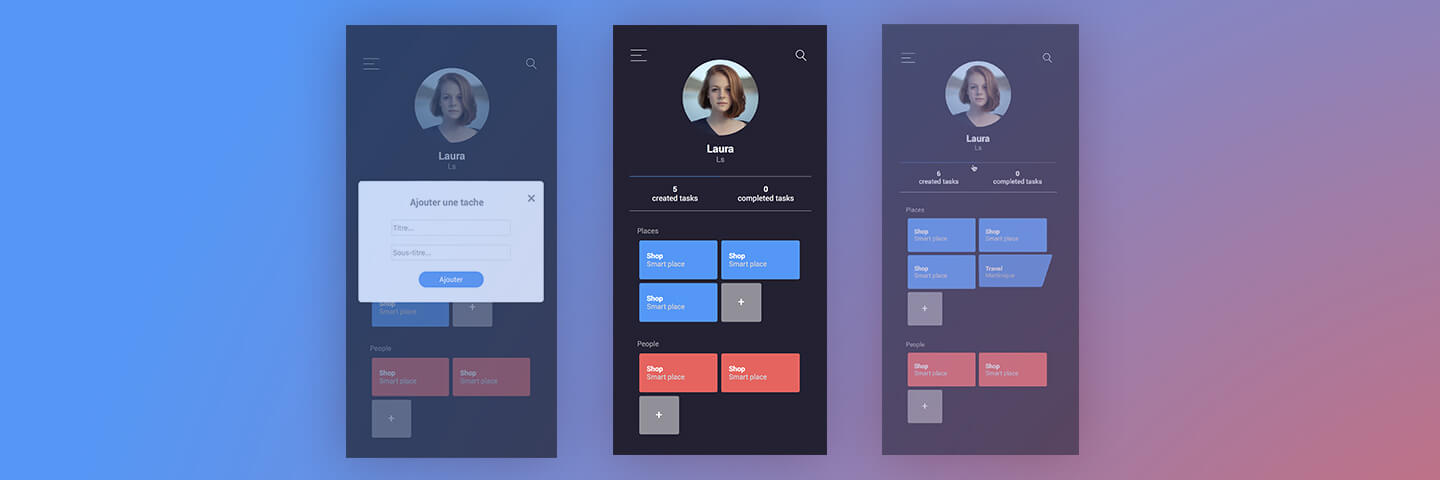 Laura
Ls
Ajouter une tache
Titre...
Sous-titre...
Ajouter
Shop
Smart place
+
People
Shop
Smart place
Shop
Smart place
+
Laura
Ls
5
created tasks
0
completed tasks
Places
Shop
Smart place
Shop
Smart place
Shop
Smart place
+
People
Shop
Smart place
Shop
Smart place
+
Laura
Ls
6
created tasks
0
completed tasks
Places
Shop
Smart place
Shop
Smart place
Shop
Smart place
Travel
Martinique
+
People
Shop
Smart place
Shop
Smart place
+